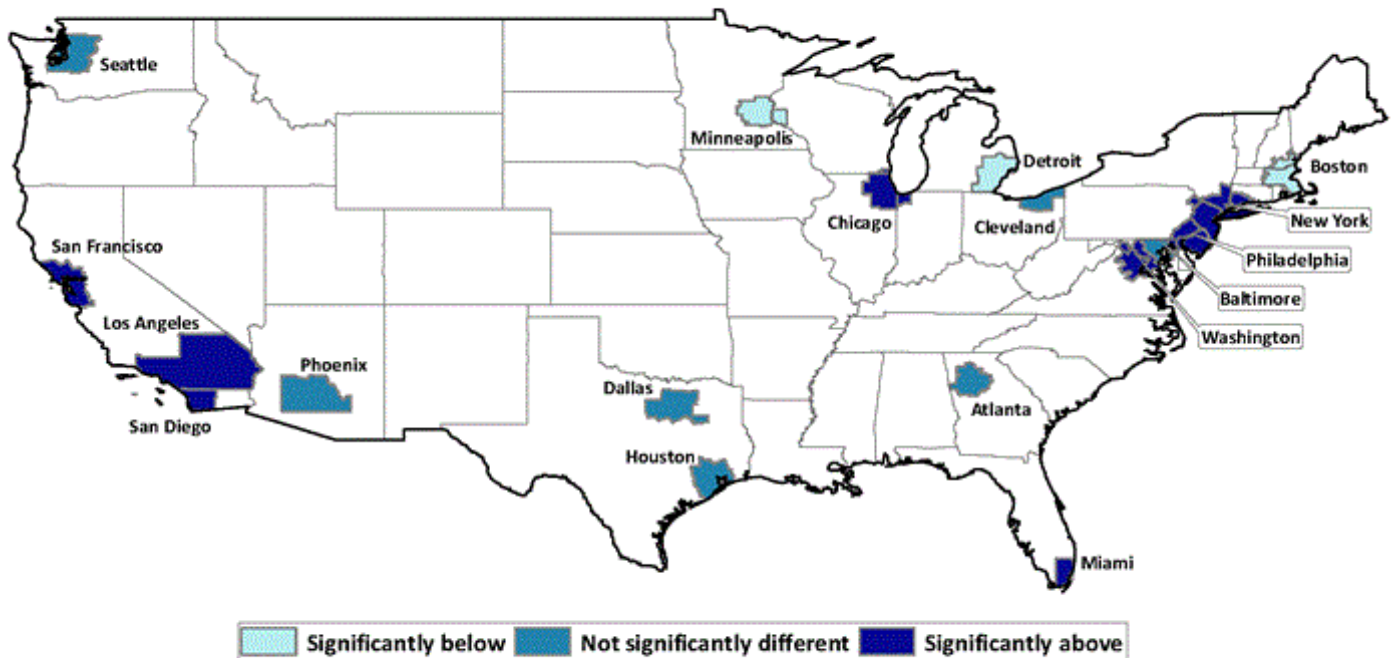 Seattle
Minneapolis
Detroit
Boston
Chicago
Cleveland
New York
San Francisco
Philadelphia
Baltimore
Los Angeles
Washington
Phoenix
Dallas
Atlanta
San Diego
Houston
Miami
Significantly below
Not significantly different
Significantly above